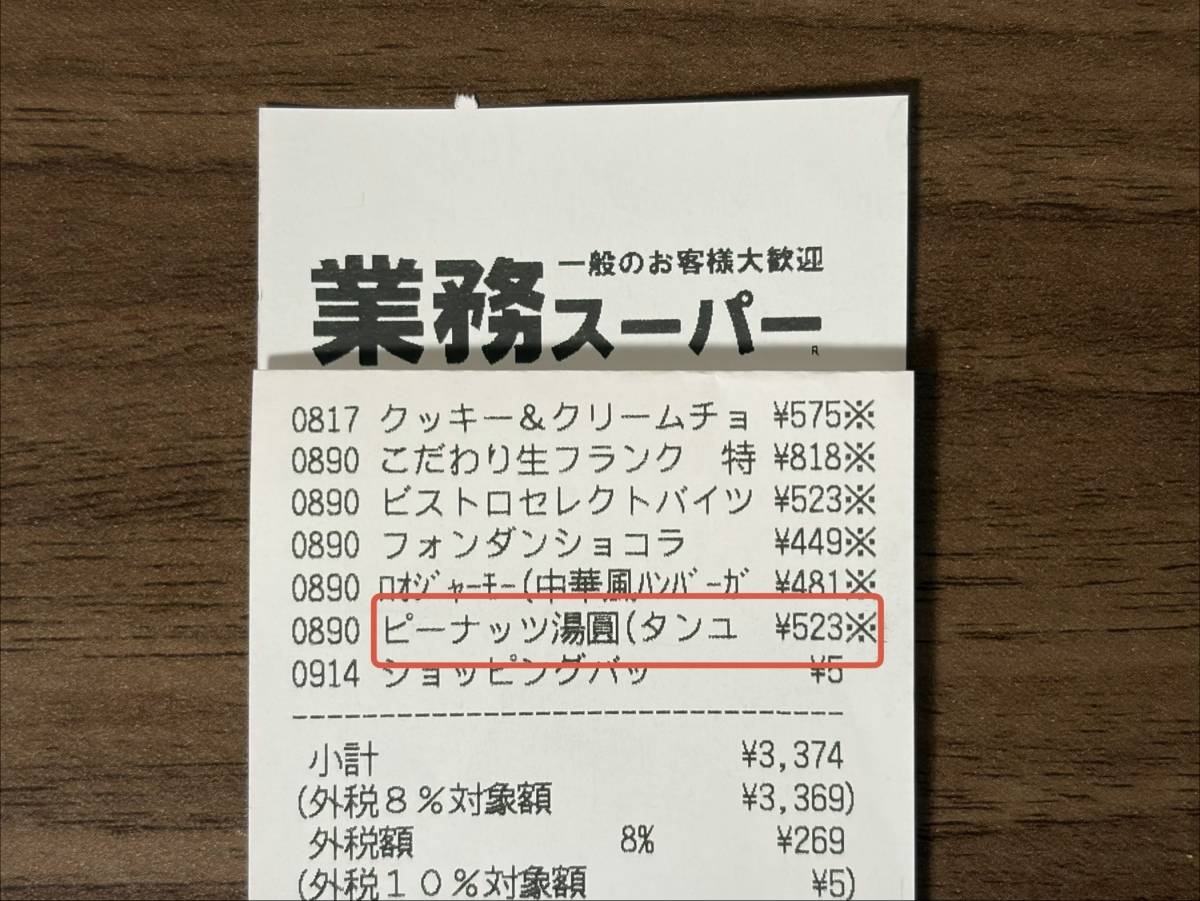 一般のお客様大歓迎
業務スーパー
R
0817 クッキー＆クリームチョ ¥575※
0890 こだわり生フランク 特 ¥818※
0890 ビストロセレクトバイツ ¥523※
0890 フォンダンショコラ ¥449※
0890 ﾛｵｼﾞｬｰﾓｰ(中華風ﾊﾝﾊﾞｰｶﾞ ¥481※
0890 ピーナッツ湯圓(タンユ ¥523※
0914 ショッピングバッ ¥5
小計 ¥3,374
(外税８％対象額 ¥3,369)
外税額 8% ¥269
(外税１０％対象額 ¥5)